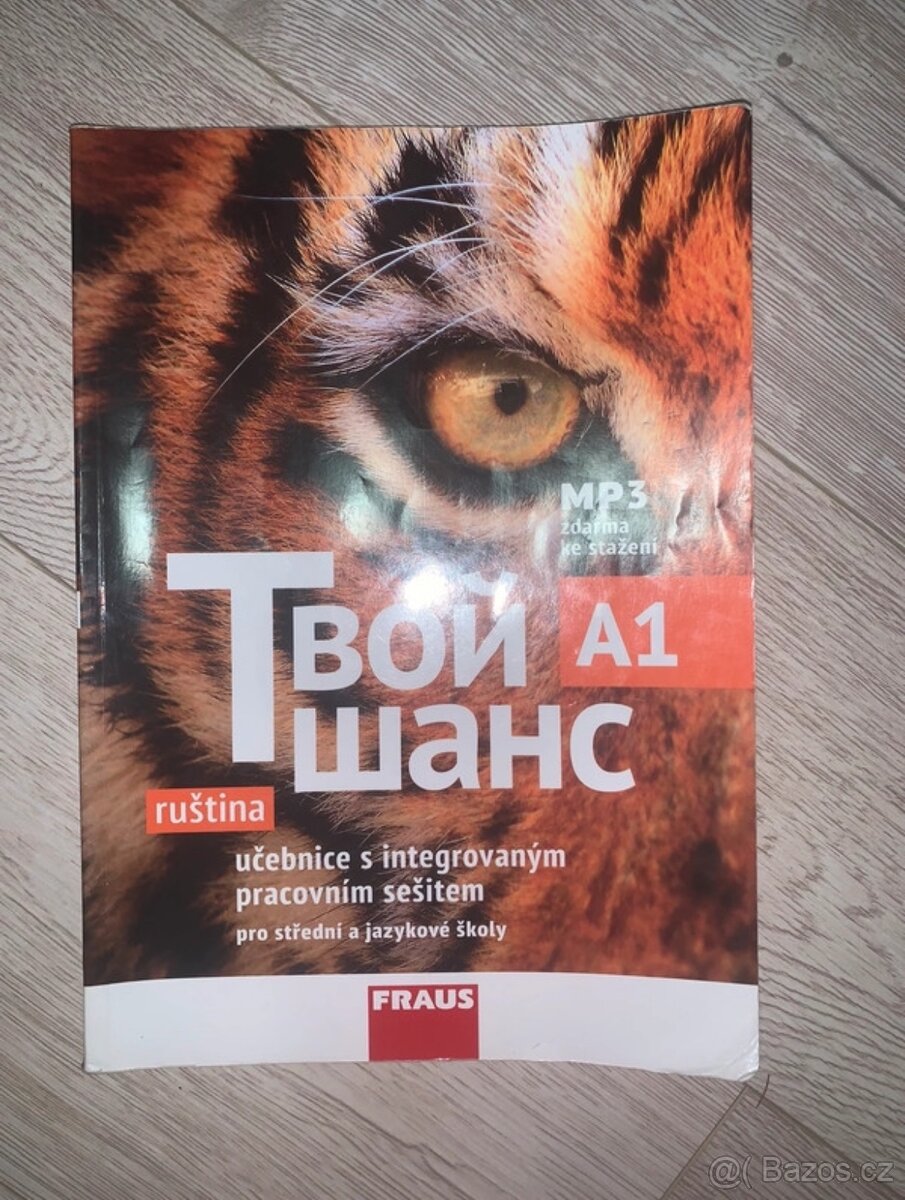 MP3
zdarma
ke stažení
Твой
шанс
A1
ruština
učebnice s integrovaným
pracovním sešitem
pro střední a jazykové školy
FRAUS
@( Bazos.cz